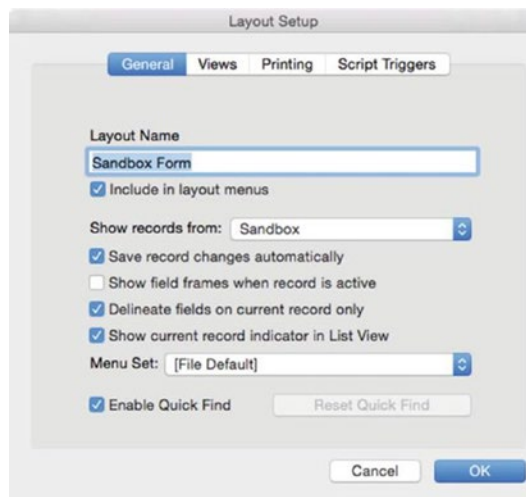 Layout Setup
General Views Printing Script Triggers
Layout Name
Sandbox Form
Include in layout menus
Show records from: Sandbox
Save record changes automatically
Show field frames when record is active
Delineate fields on current record only
Show current record indicator in List View
Menu Set: [File Default]
Enable Quick Find Reset Quick Find
Cancel OK